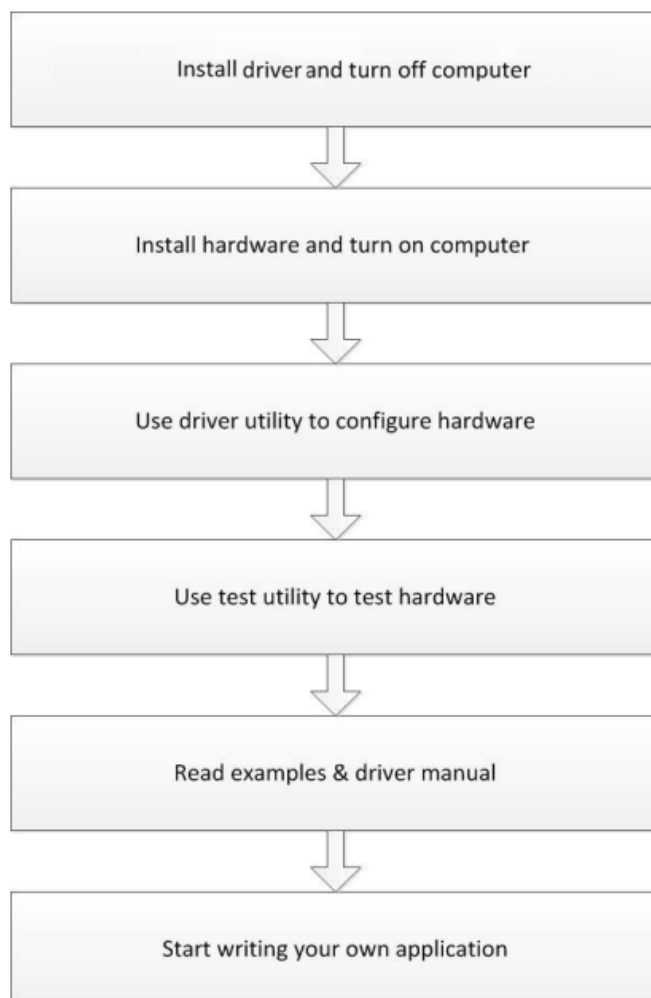 Install driver and turn off computer
Install hardware and turn on computer
Use driver utility to configure hardware
Use test utility to test hardware
Read examples & driver manual
Start writing your own application